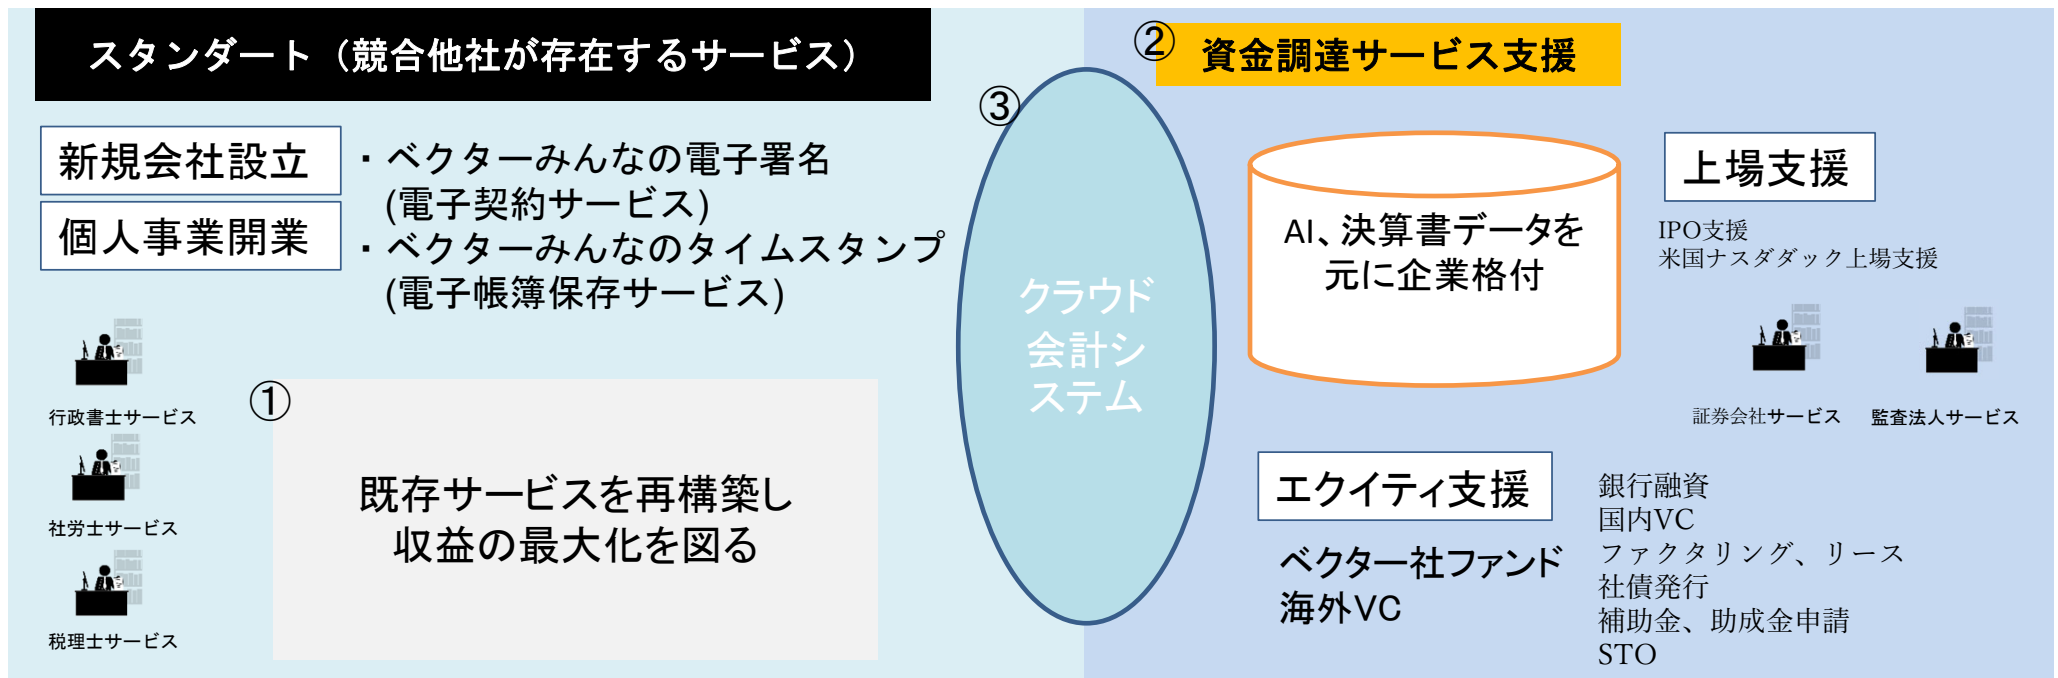 スタンダート（競合他社が存在するサービス）
新規会社設立
個人事業開業
・ベクターみんなの電子署名
(電子契約サービス)
・ベクターみんなのタイムスタンプ
(電子帳簿保存サービス)
行政書士サービス
社労士サービス
税理士サービス
①
既存サービスを再構築し
収益の最大化を図る
③
クラウド
会計シ
ステム
②
資金調達サービス支援
AI、決算書データを
元に企業格付
上場支援
IPO支援
米国ナスダダック上場支援
証券会社サービス
監査法人サービス
エクイティ支援
ベクター社ファンド
海外VC
銀行融資
国内VC
ファクタリング、リース
社債発行
補助金、助成金申請
STO